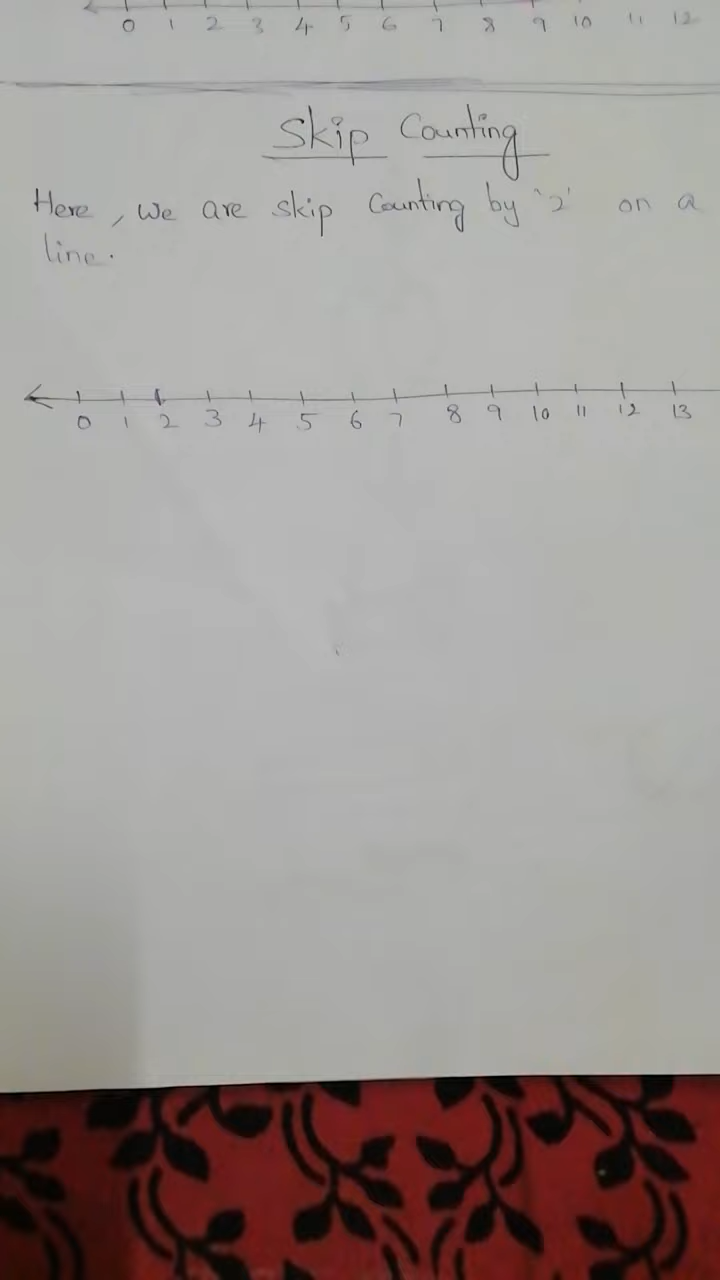 0 1 2 3 4 5 6 7 8 9 10 11 12
Skip Counting
Here, we are skip Counting by '2' on a
line.
0 1 2 3 4 5 6 7 8 9 10 11 12 13